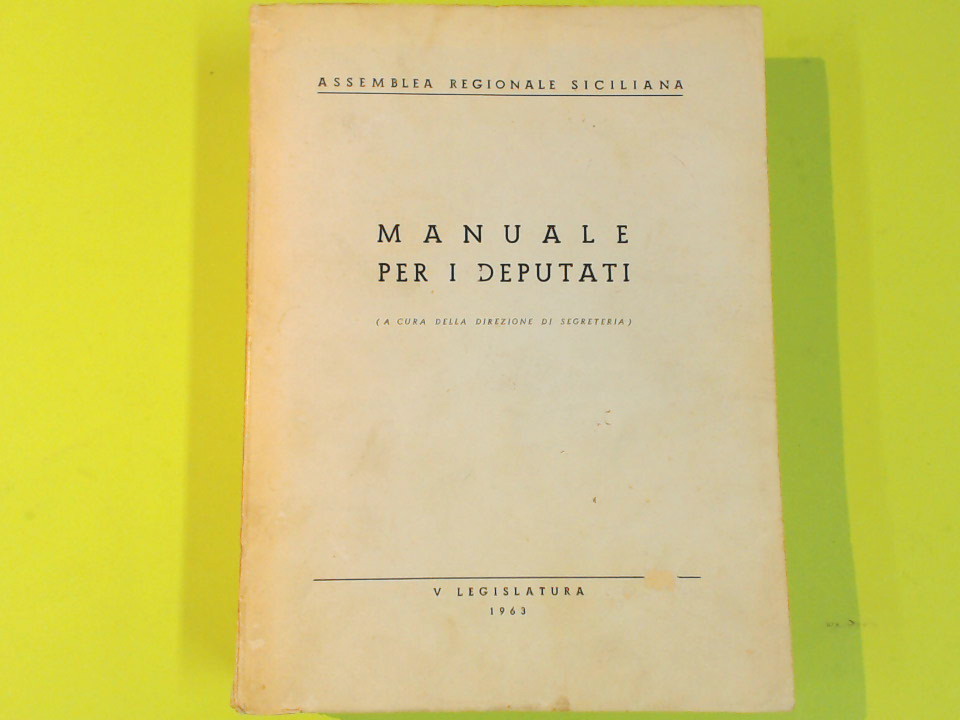 ASSEMBLEA REGIONALE SICILIANA
MANUALE
PER I DEPUTATI
(A CURA DELLA DIREZIONE DI SEGRETERIA)
V LEGISLATURA
1963